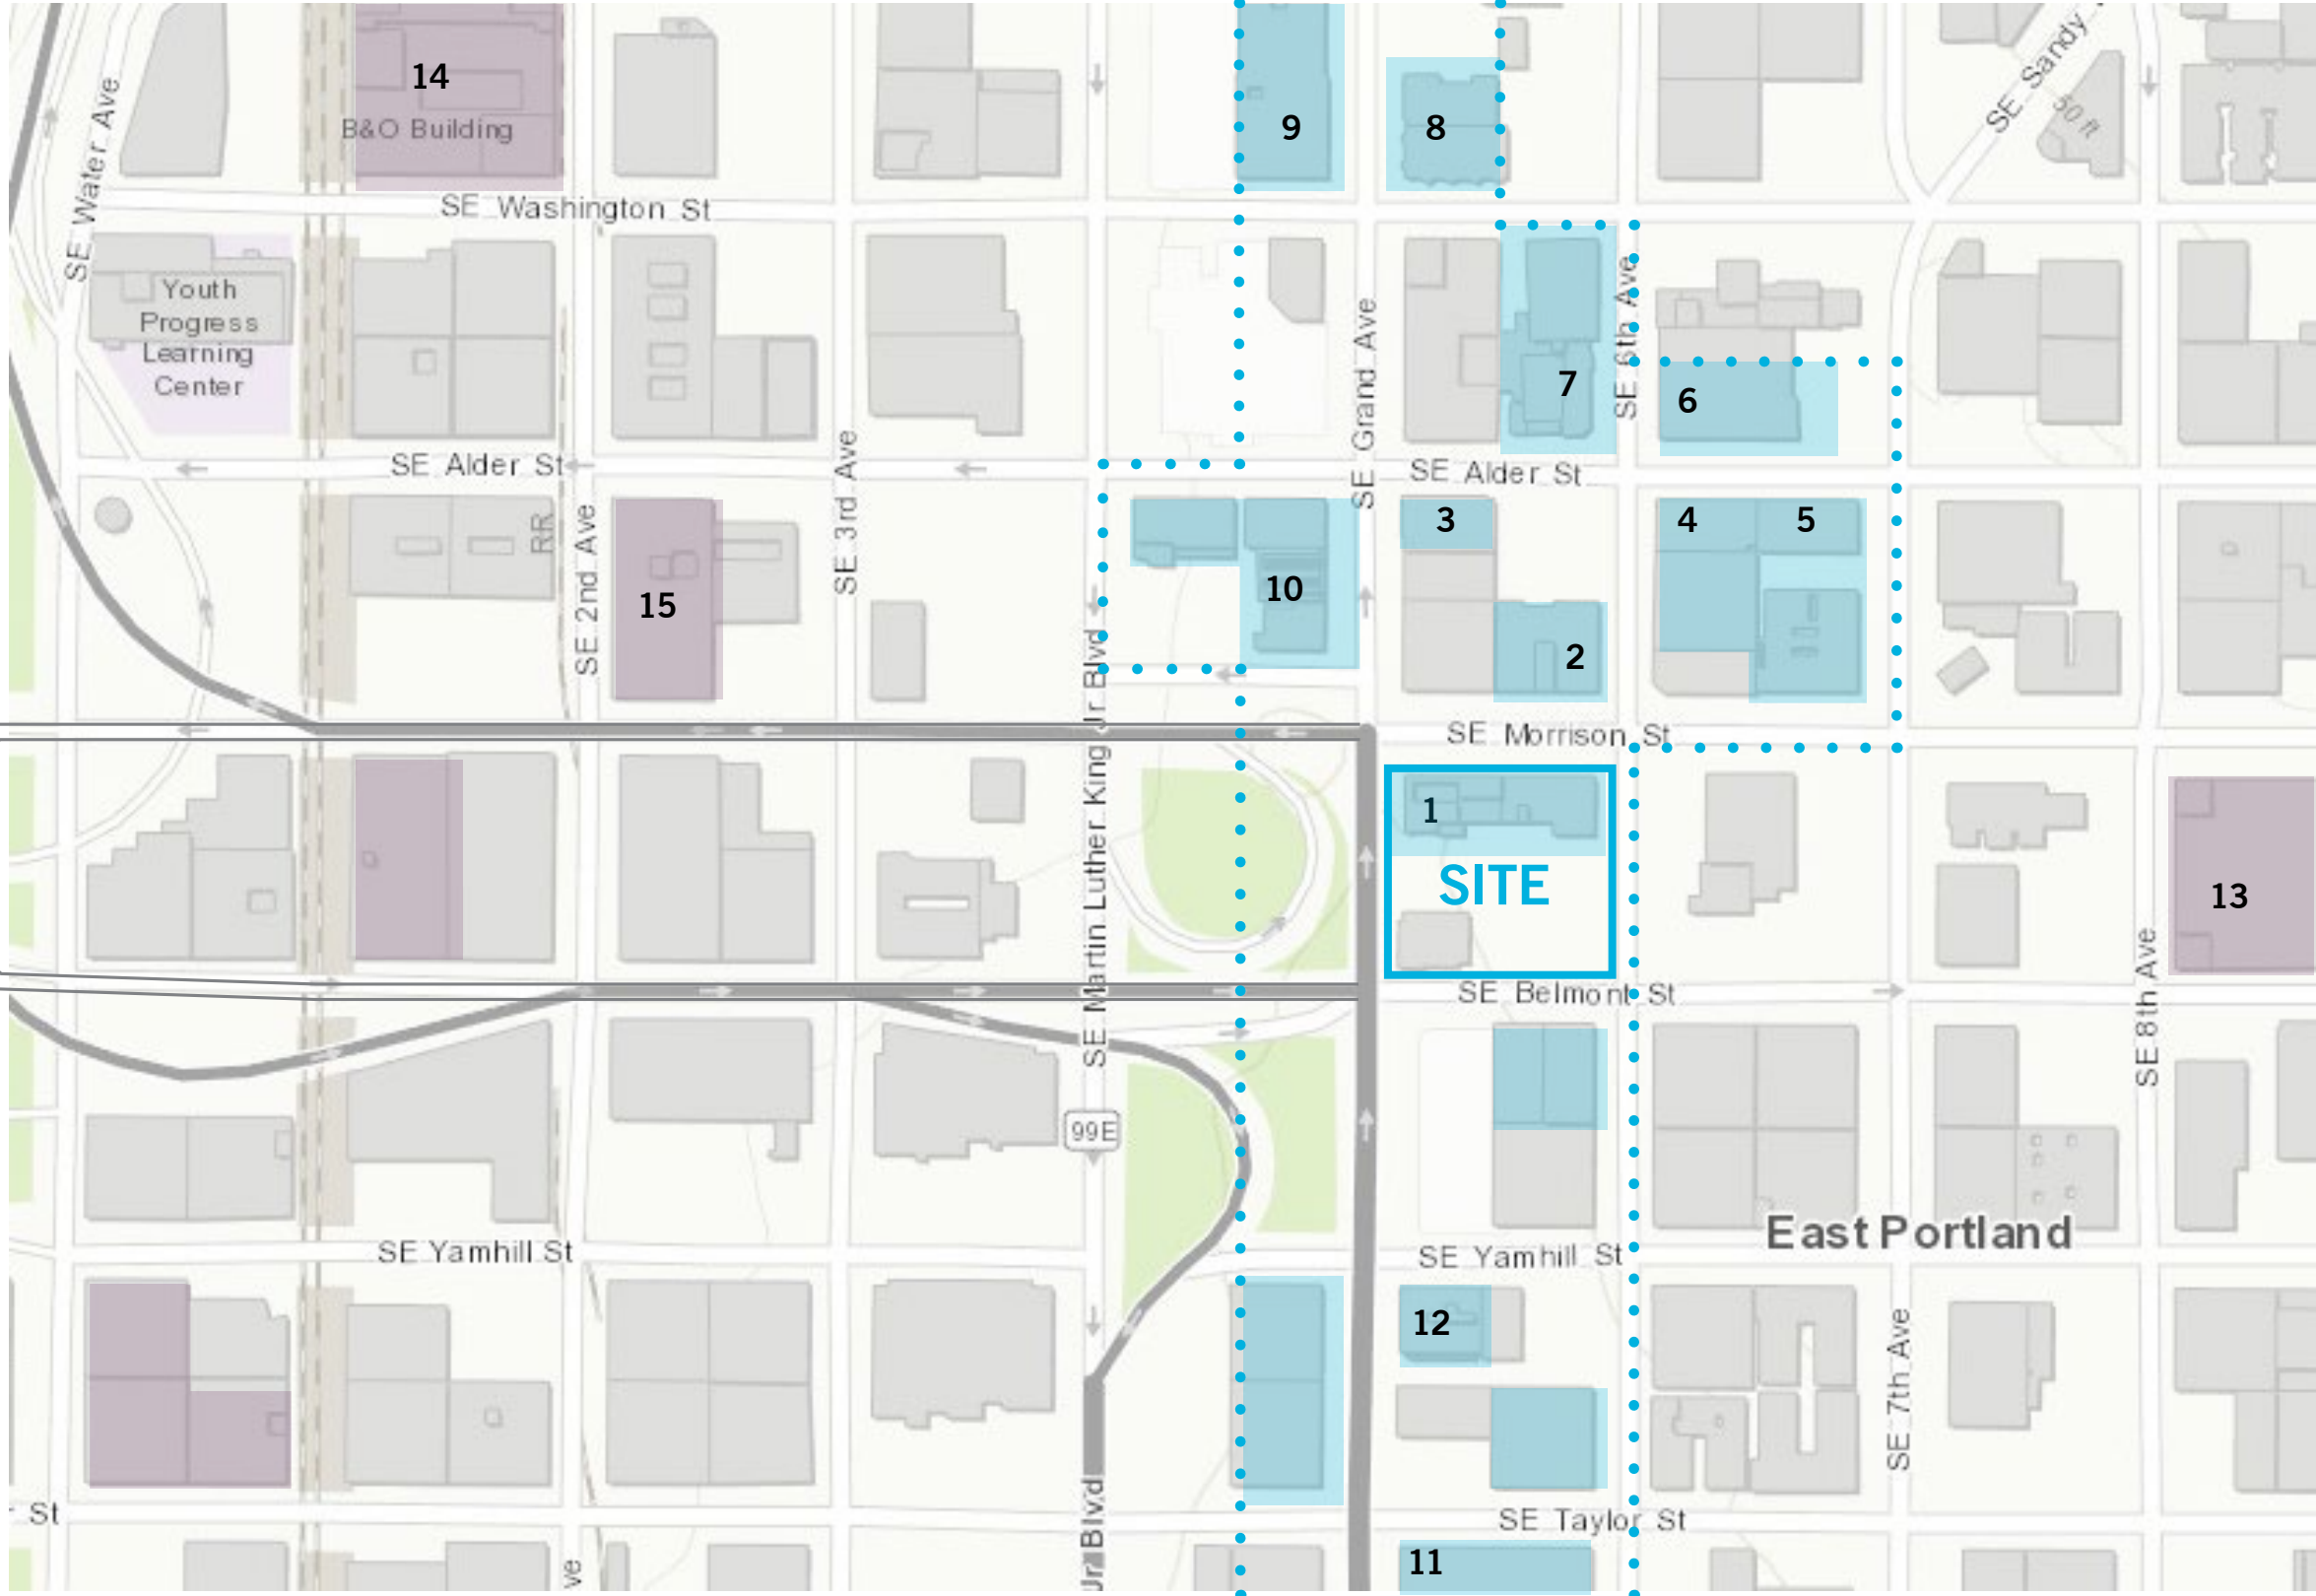 14
B&O Building
9
8
SE Sandy
50 ft
SE Water Ave
SE Washington St
Youth
Progress
Learning
Center
7
6
SE 6th Ave
SE Grand Ave
SE Alder St
SE Alder St
SE 3rd Ave
RR
SE 2nd Ave
15
3
4
5
10
2
SE Martin Luther King Jr Blvd
SE Morrison St
1
SITE
13
SE Belmont St
SE 8th Ave
99E
East Portland
SE Yamhill St
SE Yamhill St
12
SE 7th Ave
St
SE Taylor St
Jr Blvd
11
ve